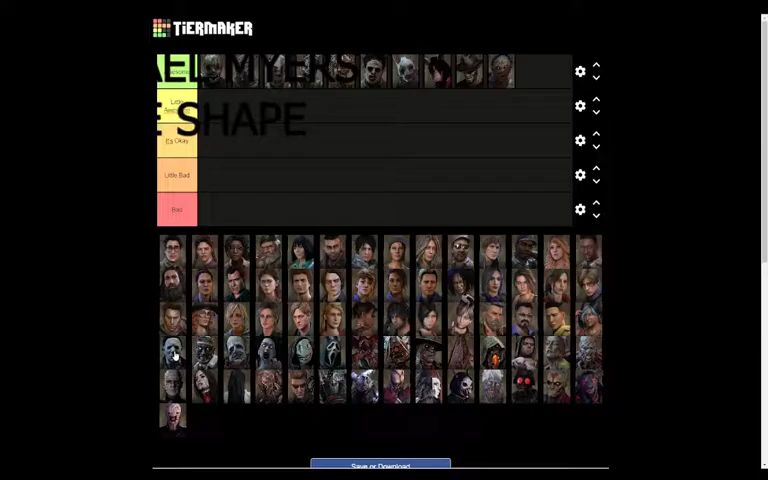 TIERMAKER
AEL MYERS
E SHAPE
It's Okay
Little Bad
Bad
Save or Download